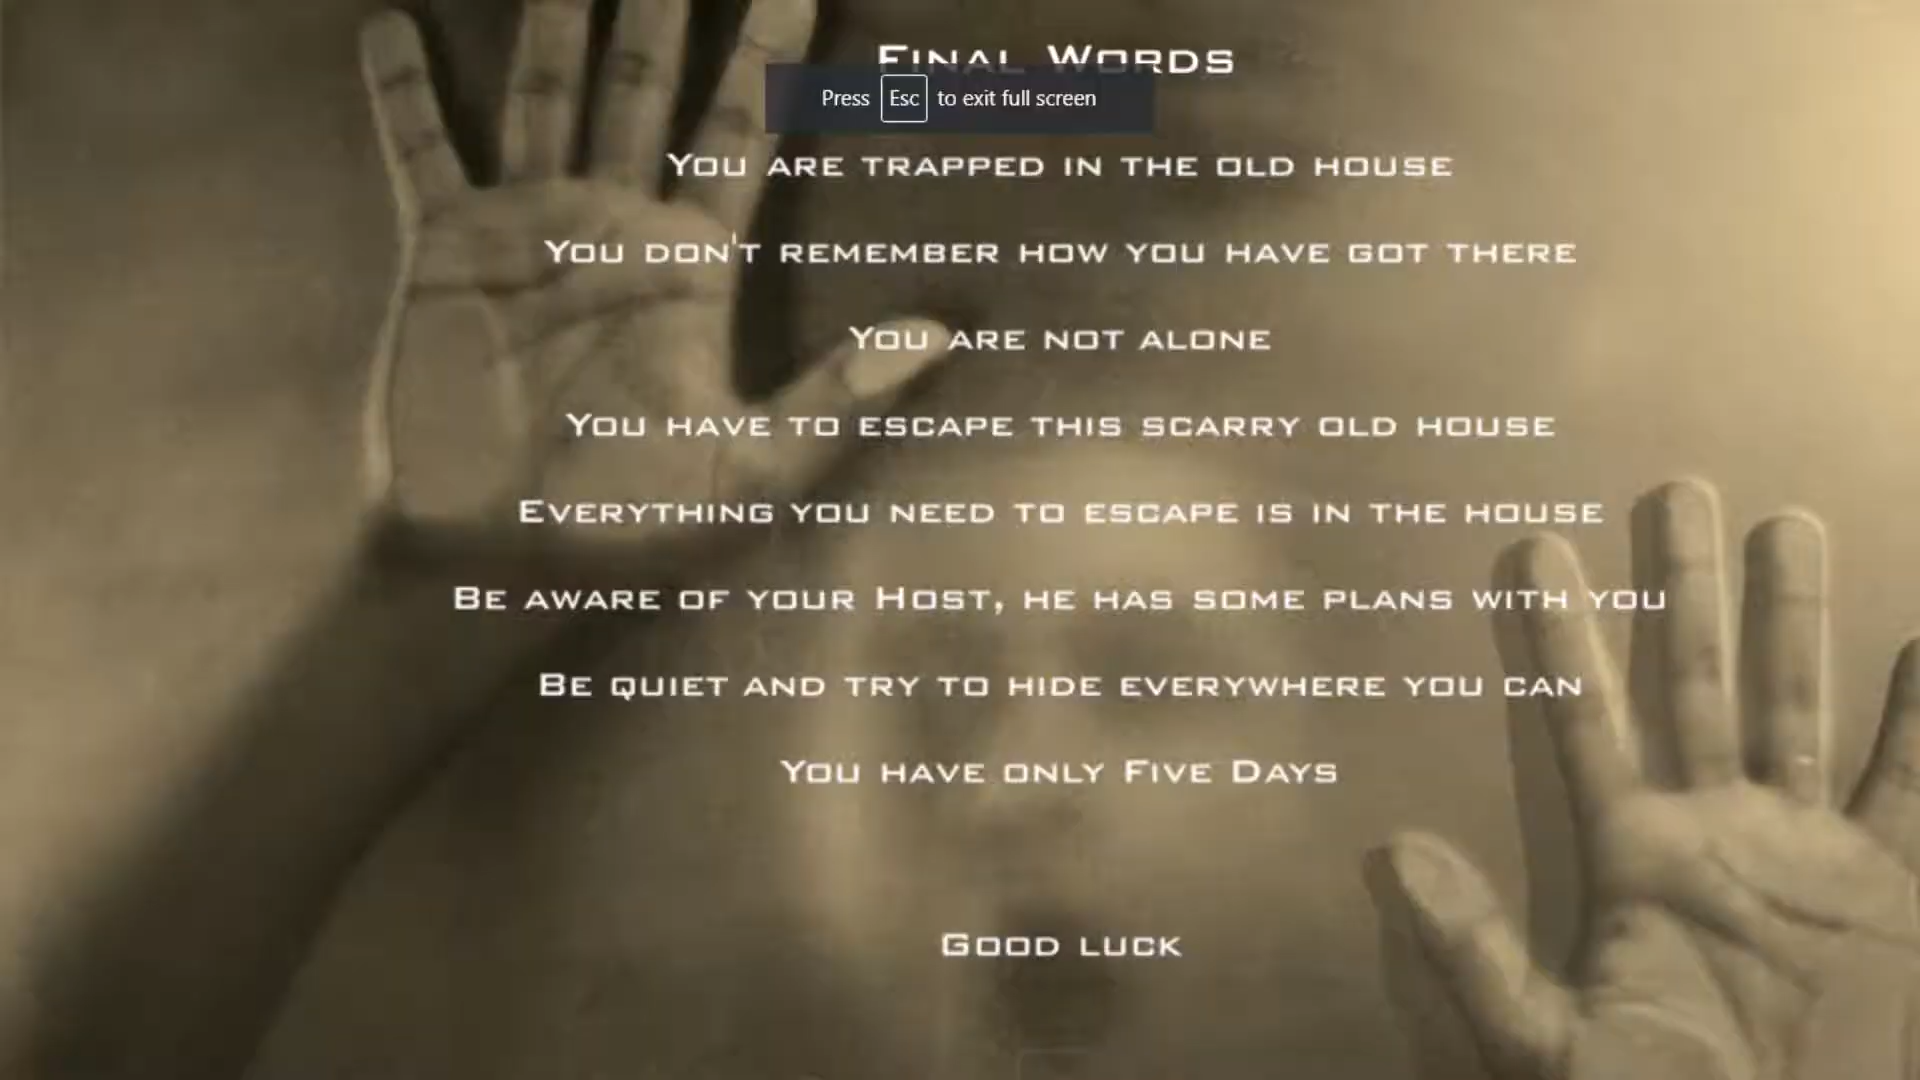 Final Words
Press Esc to exit full screen
You are trapped in the old house
You don't remember how you have got there
You are not alone
You have to escape this scarry old house
Everything you need to escape is in the house
Be aware of your Host, he has some plans with you
Be quiet and try to hide everywhere you can
You have only Five Days
Good luck